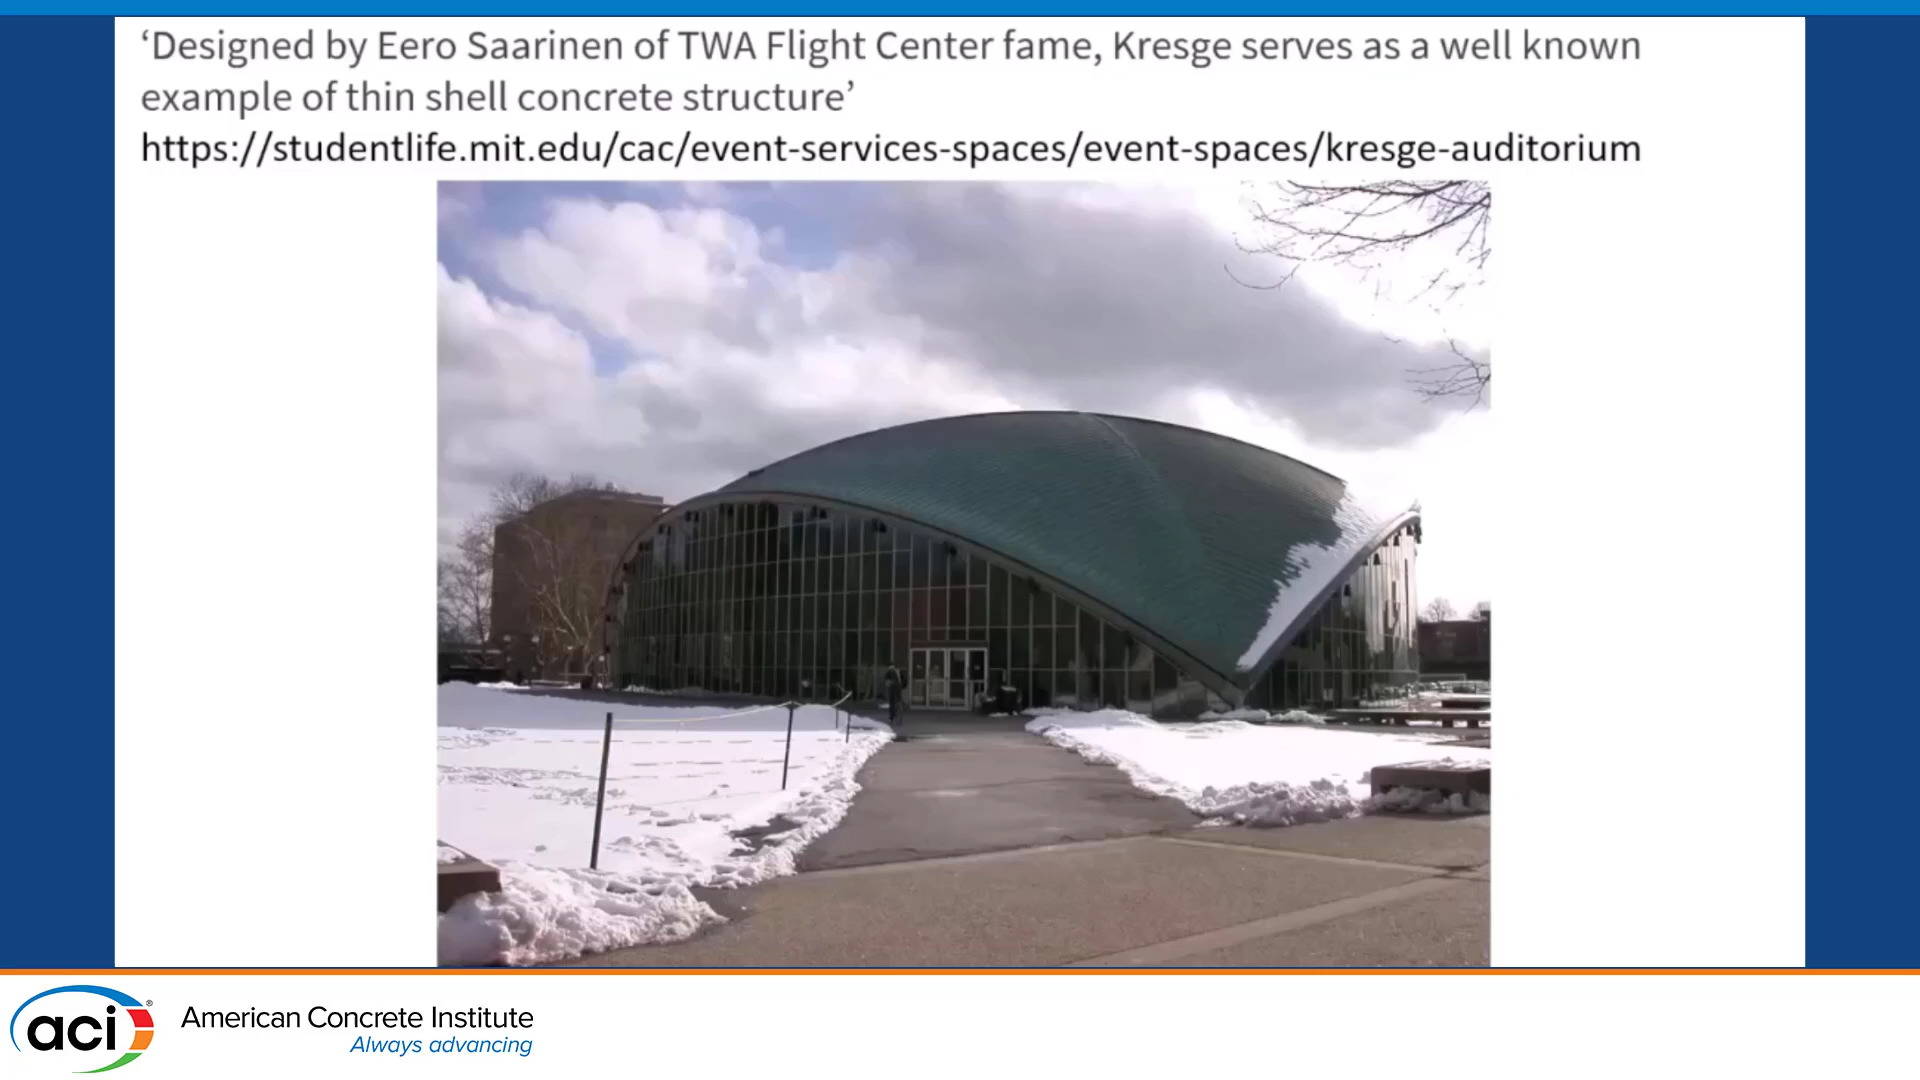 ‘Designed by Eero Saarinen of TWA Flight Center fame, Kresge serves as a well known
example of thin shell concrete structure’
https://studentlife.mit.edu/cac/event-services-spaces/event-spaces/kresge-auditorium
aci®
American Concrete Institute
Always advancing